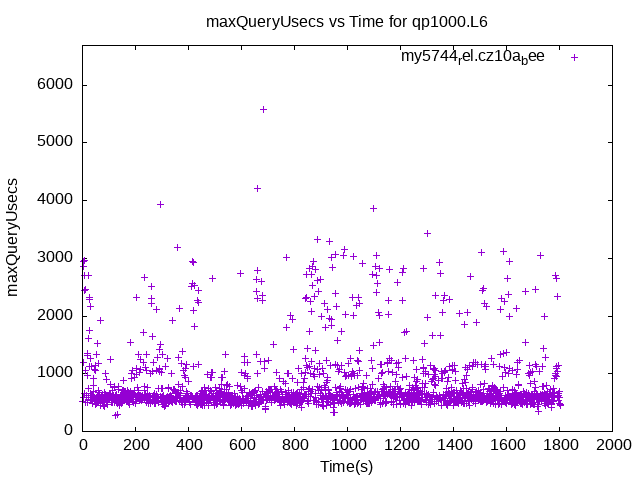 maxQueryUsecs vs Time for qp1000.L6
my5744rel.cz10abee
6000
5000
4000
3000
2000
1000
0
maxQueryUsecs
0 200 400 600 800 1000 1200 1400 1600 1800 2000
Time(s)